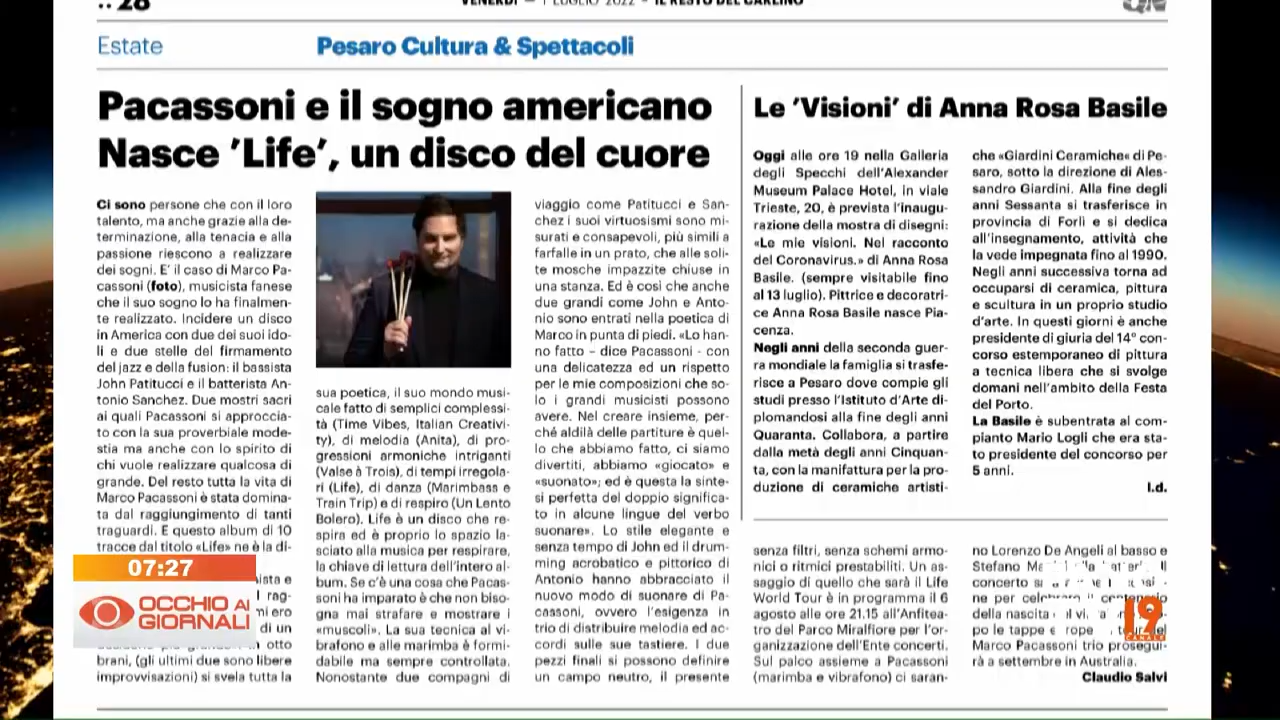 28
VENERDÌ — 1 LUGLIO 2022 – IL RESTO DEL CARLINO
Estate
Pesaro Cultura & Spettacoli
Pacassoni e il sogno americano
Nasce 'Life', un disco del cuore
Ci sono persone che con il loro
talento, ma anche grazie alla de-
terminazione, alla tenacia e alla
passione riescono a realizzare
dei sogni. E' il caso di Marco Pa-
cassoni (foto), musicista fanese
che il suo sogno lo ha finalmen-
te realizzato. Incidere un disco
in America con due dei suoi ido-
li e due stelle del firmamento
del jazz e della fusion: il bassista
John Patitucci e il batterista An-
tonio Sanchez. Due mostri sacri
ai quali Pacassoni si approccia-
to con la sua proverbiale mode-
stia ma anche con lo spirito di
chi vuole realizzare qualcosa di
grande. Del resto tutta la vita di
Marco Pacassoni è stata domina-
ta dal raggiungimento di tanti
traguardi. E questo album di 10
tracce dal titolo «Life» ne è la di-
ista e
rag-
mi ero
di un
otto
brani, (gli ultimi due sono libere
improvvisazioni) si svela tutta la
sua poetica, il suo mondo musi-
cale fatto di semplici complessi-
tà (Time Vibes, Italian Creativi-
ty), di melodia (Anita), di pro-
gressioni armoniche intriganti
(Valse à Trois), di tempi irregola-
ri (Life), di danza (Marimbass e
Train Trip) e di respiro (Un Lento
Bolero). Life è un disco che re-
spira ed è proprio lo spazio la-
sciato alla musica per respirare,
la chiave di lettura dell'intero al-
bum. Se c'è una cosa che Pacas-
soni ha imparato è che non biso-
gna mai strafare e mostrare i
«muscoli». La sua tecnica al vi-
brafono e alle marimba è formi-
dabile ma sempre controllata.
Nonostante due compagni di
viaggio come Patitucci e San-
chez i suoi virtuosismi sono mi-
surati e consapevoli, più simili a
farfalle in un prato, che alle soli-
te mosche impazzite chiuse in
una stanza. Ed è così che anche
due grandi come John e Anto-
nio sono entrati nella poetica di
Marco in punta di piedi. «Lo han-
no fatto – dice Pacassoni - con
una delicatezza ed un rispetto
per le mie composizioni che so-
lo i grandi musicisti possono
avere. Nel creare insieme, per-
ché aldilà delle partiture è quel-
lo che abbiamo fatto, ci siamo
divertiti, abbiamo «giocato» e
«suonato»; ed è questa la sinte-
si perfetta del doppio significa-
to in alcune lingue del verbo
suonare». Lo stile elegante e
senza tempo di John ed il drum-
ming acrobatico e pittorico di
Antonio hanno abbracciato il
nuovo modo di suonare di Pa-
cassoni, ovvero l'esigenza in
trio di distribuire melodia ed ac-
cordi sulle sue tastiere. I due
pezzi finali si possono definire
un campo neutro, il presente
senza filtri, senza schemi armo-
nici o ritmici prestabiliti. Un as-
saggio di quello che sarà il Life
World Tour è in programma il 6
agosto alle ore 21.15 all'Anfitea-
tro del Parco Miralfiore per l'or-
ganizzazione dell'Ente concerti.
Sul palco assieme a Pacassoni
(marimba e vibrafono) ci saran-
no Lorenzo De Angeli al basso e
Stefano
concerto
ne per celebrare il centenario
della nascita
po le tappe
Marco Pacassoni trio prosegui-
rà a settembre in Australia.
Claudio Salvi
Le 'Visioni' di Anna Rosa Basile
Oggi alle ore 19 nella Galleria
degli Specchi dell'Alexander
Museum Palace Hotel, in viale
Trieste, 20, è prevista l'inaugu-
razione della mostra di disegni:
«Le mie visioni. Nel racconto
del Coronavirus.» di Anna Rosa
Basile. (sempre visitabile fino
al 13 luglio). Pittrice e decoratri-
ce Anna Rosa Basile nasce Pia-
cenza.
Negli anni della seconda guer-
ra mondiale la famiglia si trasfe-
risce a Pesaro dove compie gli
studi presso l'Istituto d'Arte di-
plomandosi alla fine degli anni
Quaranta. Collabora, a partire
dalla metà degli anni Cinquan-
ta, con la manifattura per la pro-
duzione di ceramiche artisti-
che «Giardini Ceramiche« di Pe-
saro, sotto la direzione di Ales-
sandro Giardini. Alla fine degli
anni Sessanta si trasferisce in
provincia di Forlì e si dedica
all'insegnamento, attività che
la vede impegnata fino al 1990.
Negli anni successiva torna ad
occuparsi di ceramica, pittura
e scultura in un proprio studio
d'arte. In questi giorni è anche
presidente di giuria del 14° con-
corso estemporaneo di pittura
a tecnica libera che si svolge
domani nell'ambito della Festa
del Porto.
La Basile è subentrata al com-
pianto Mario Logli che era sta-
to presidente del concorso per
5 anni.
l.d.
07:27
OCCHIO AI
GIORNALI
19
CANALE